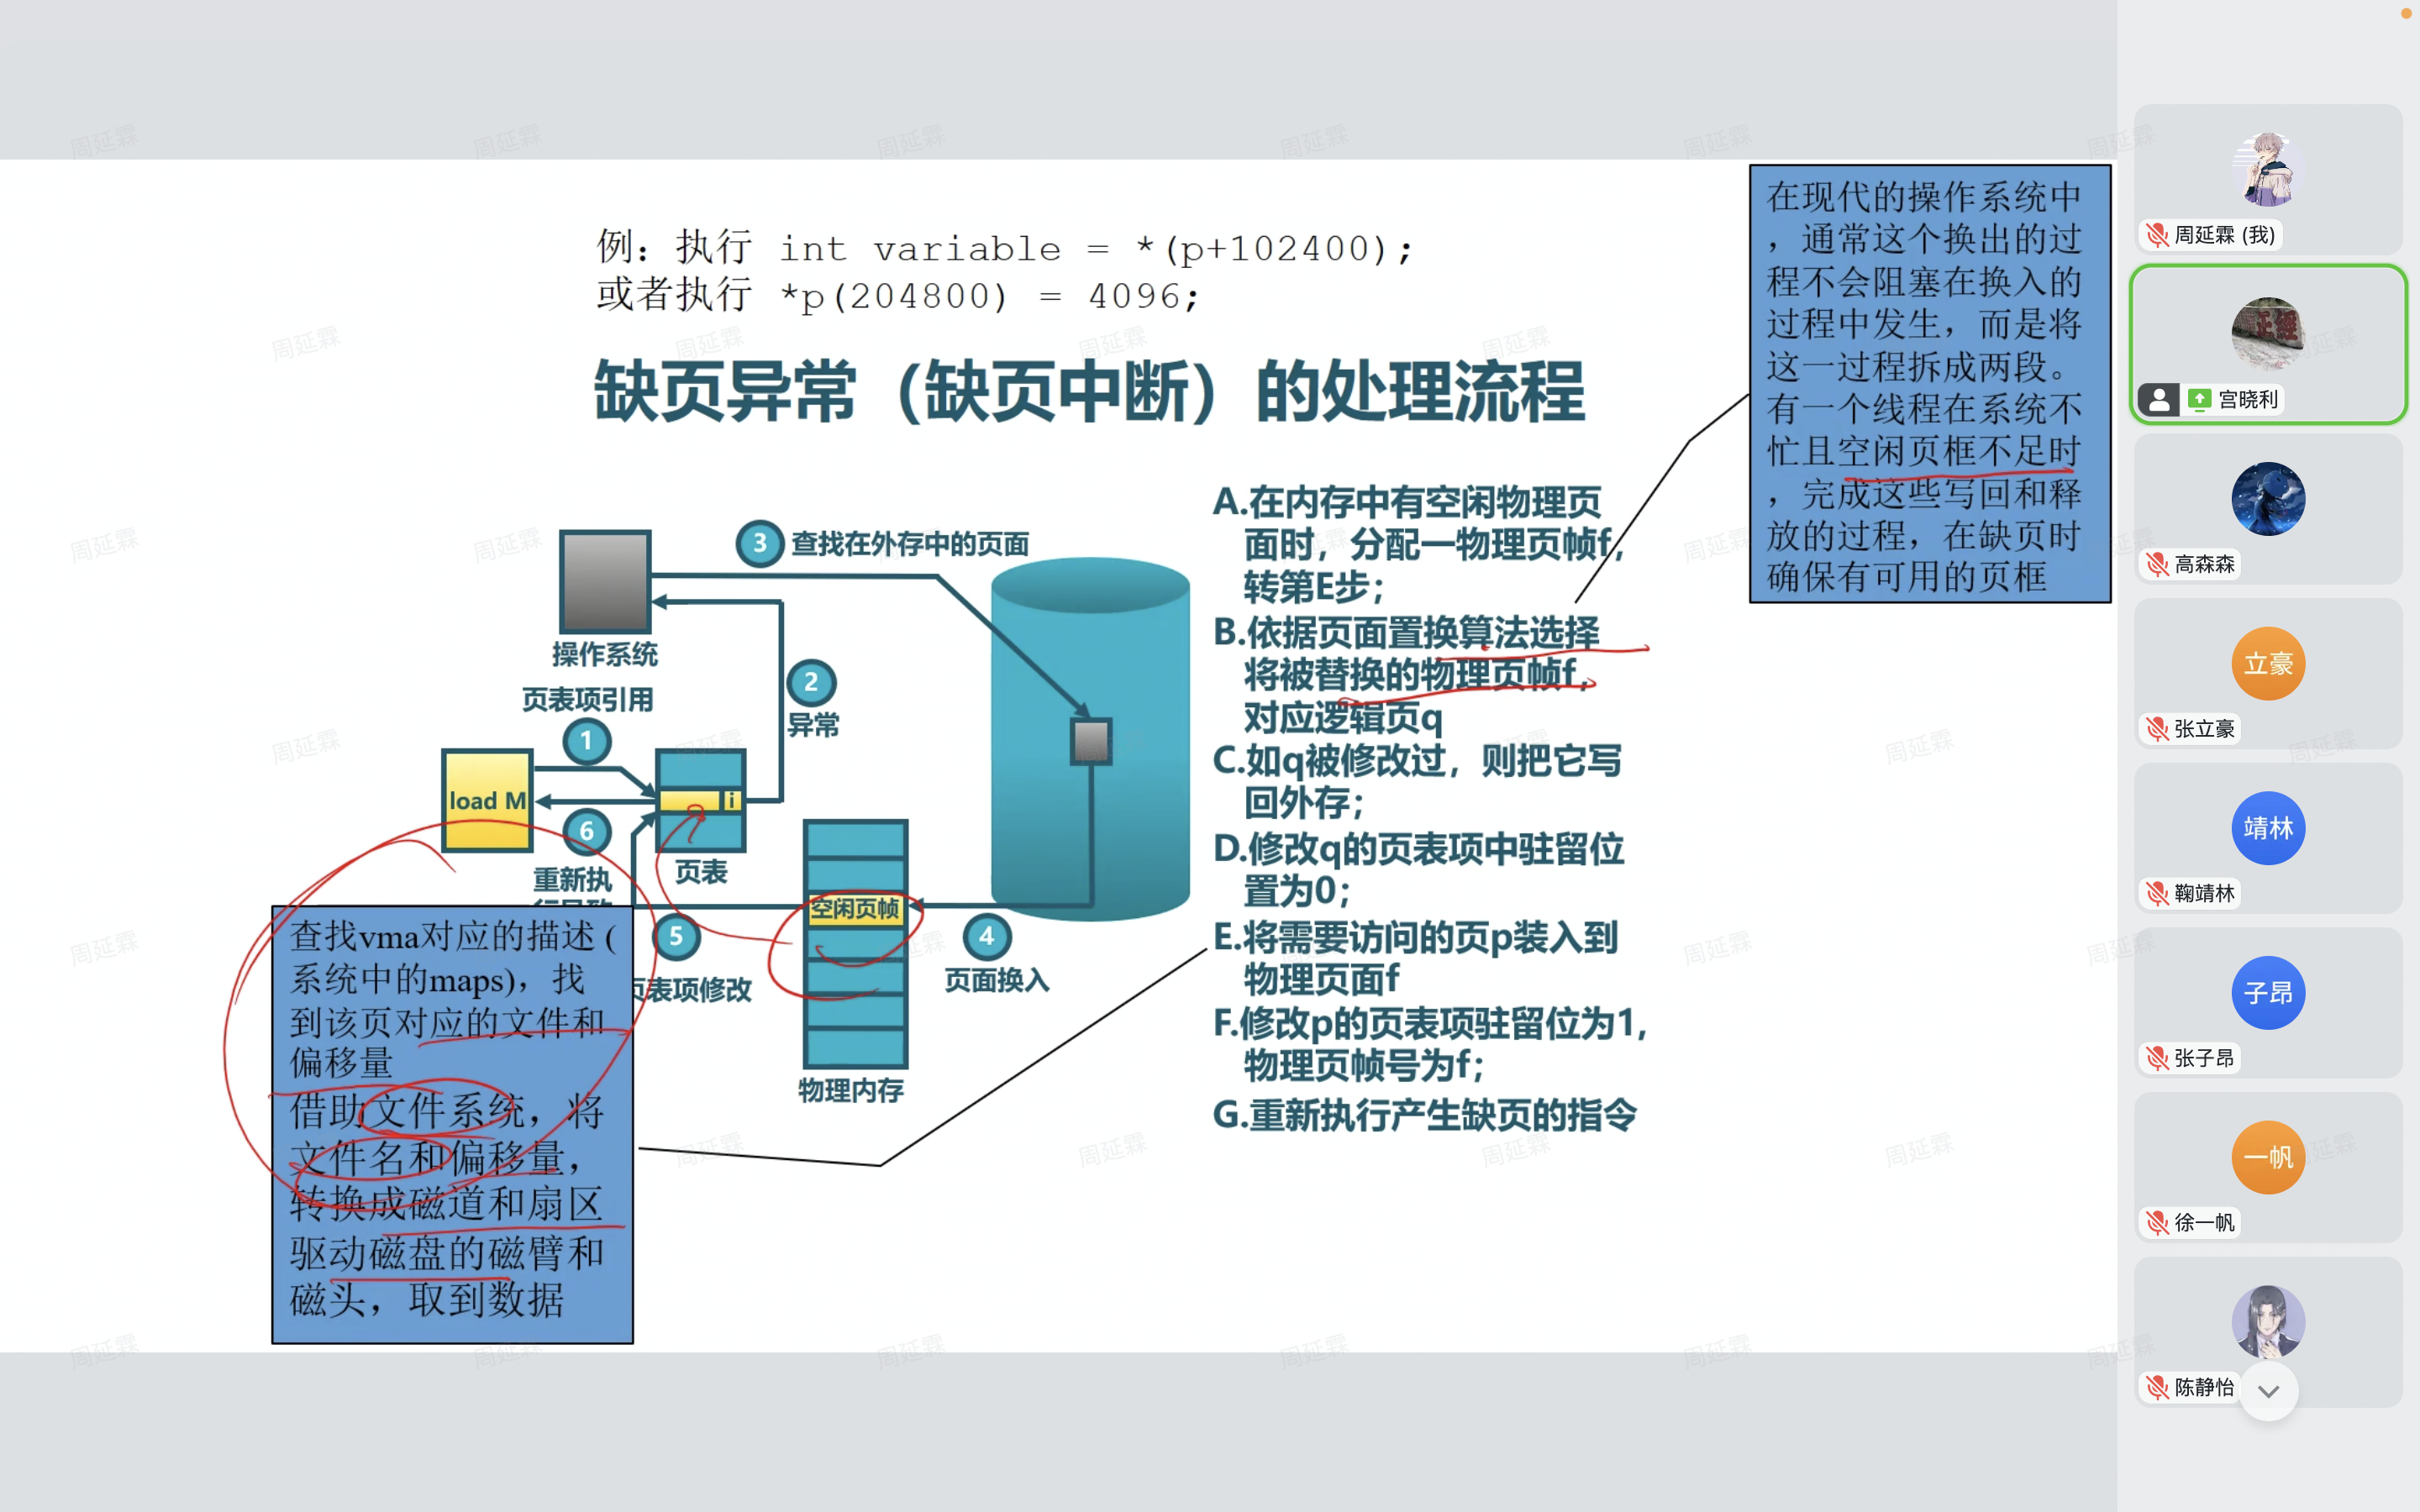 例：执行 int variable = *(p+102400);
或者执行 *p(204800) = 4096;
缺页异常（缺页中断）的处理流程
3 查找在外存中的页面
操作系统
页表项引用
1
2
异常
load M
i
6
重新执
页表
空闲页帧
5
页表项修改
4
页面换入
物理内存
查找vma对应的描述 (
系统中的maps)，找
到该页对应的文件和
偏移量
借助文件系统，将
文件名和偏移量，
转换成磁道和扇区
驱动磁盘的磁臂和
磁头，取到数据
A.在内存中有空闲物理页
面时，分配一物理页帧f，
转第E步；
B.依据页面置换算法选择
将被替换的物理页帧f，
对应逻辑页q
C.如q被修改过，则把它写
回外存；
D.修改q的页表项中驻留位
置为0；
E.将需要访问的页p装入到
物理页面f
F.修改p的页表项驻留位为1，
物理页帧号为f；
G.重新执行产生缺页的指令
在现代的操作系统中
，通常这个换出的过
程不会阻塞在换入的
过程中发生，而是将
这一过程拆成两段。
有一个线程在系统不
忙且空闲页框不足时
，完成这些写回和释
放的过程，在缺页时
确保有可用的页框
周延霖 (我)
宫晓利
高森森
立豪
张立豪
靖林
鞠靖林
子昂
张子昂
一帆
徐一帆
陈静怡
周延霖